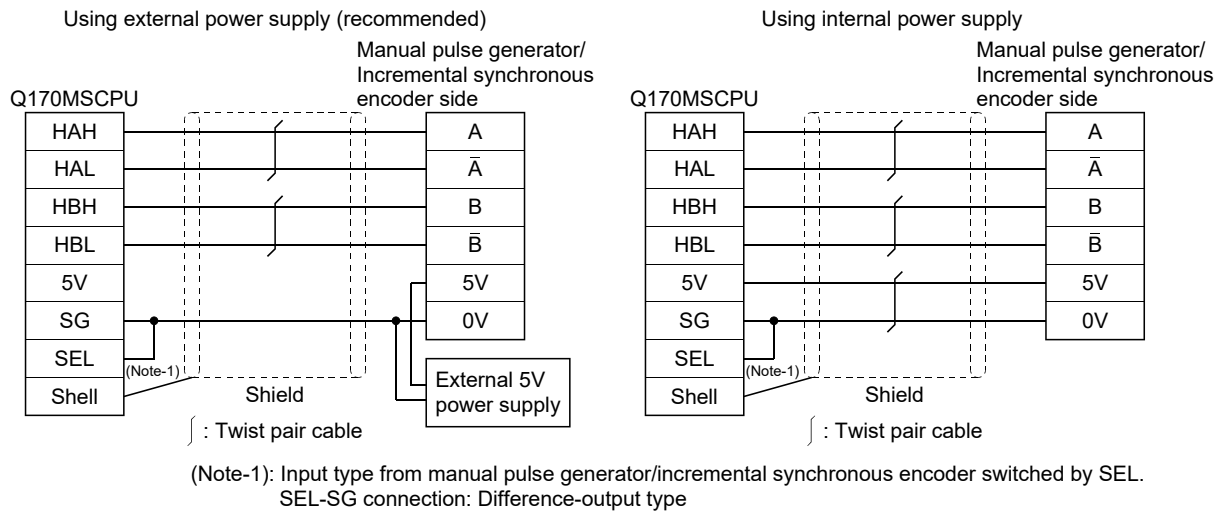 Using external power supply (recommended)
Manual pulse generator/
Incremental synchronous
encoder side
Q170MSCPU
HAH
HAL
HBH
HBL
5V
SG
SEL
Shell
(Note-1)
Shield
A
A̅
B
B̅
5V
0V
External 5V
power supply
: Twist pair cable
Using internal power supply
Manual pulse generator/
Incremental synchronous
encoder side
Q170MSCPU
HAH
HAL
HBH
HBL
5V
SG
SEL
Shell
(Note-1)
Shield
A
A̅
B
B̅
5V
0V
: Twist pair cable
(Note-1): Input type from manual pulse generator/incremental synchronous encoder switched by SEL.
SEL-SG connection: Difference-output type